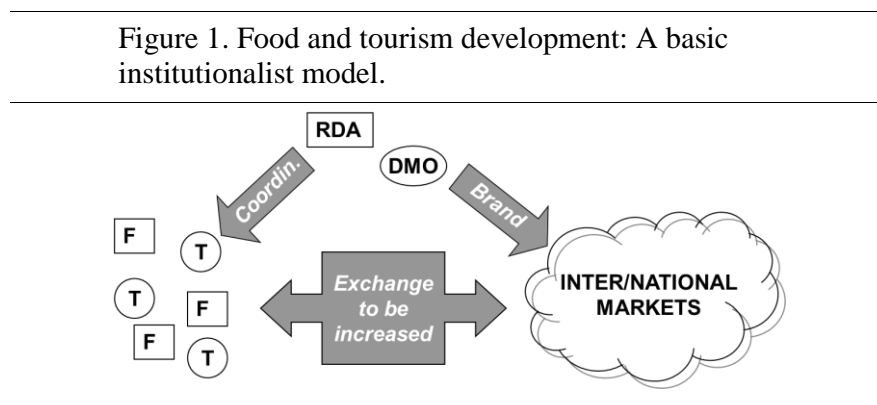 Figure 1. Food and tourism development: A basic
institutionalist model.
RDA
DMO
Coordin.
Brand
F
T
T
F
F
T
Exchange
to be
increased
INTER/NATIONAL
MARKETS